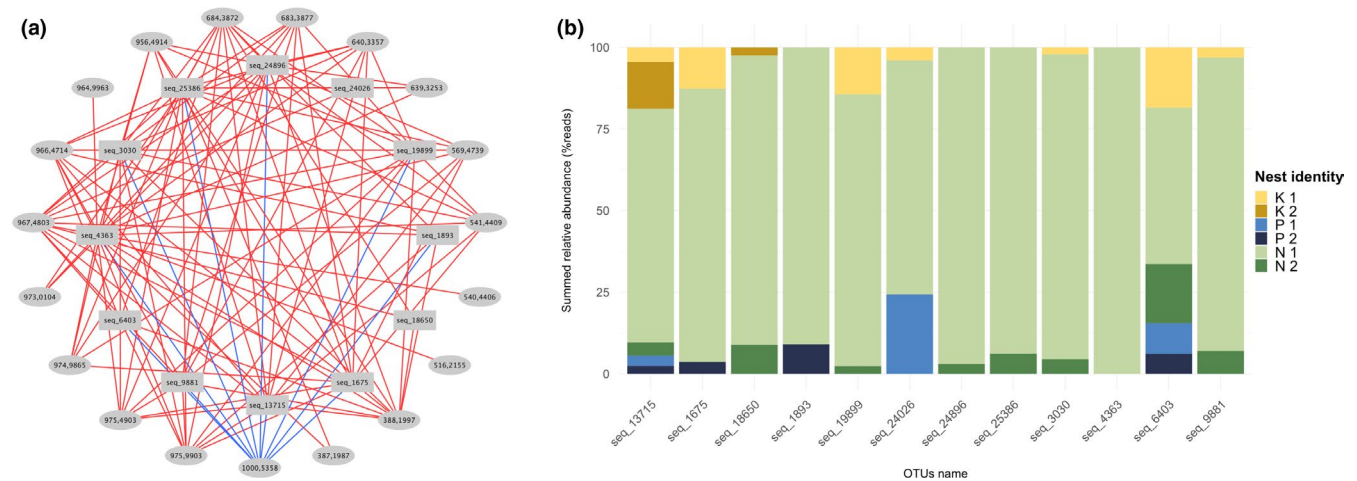 (a)
684,3872
683,3877
956,4914
640,3357
seq_24896
964,9963
seq_25386
seq_24026
639,3253
966,4714
seq_3030
seq_19899
569,4739
967,4803
seq_4363
seq_1893
541,4409
973,0104
540,4406
seq_6403
seq_18650
974,9865
516,2155
seq_9881
seq_1675
seq_13715
975,4903
388,1997
975,9903
387,1987
1000,5358
(b)
Summed relative abundance (%reads)
100
75
50
25
0
seq_13715
seq_1675
seq_18650
seq_1893
seq_19899
seq_24026
seq_24896
seq_25386
seq_3030
seq_4363
seq_6403
seq_9881
OTUs name
Nest identity
K 1
K 2
P 1
P 2
N 1
N 2